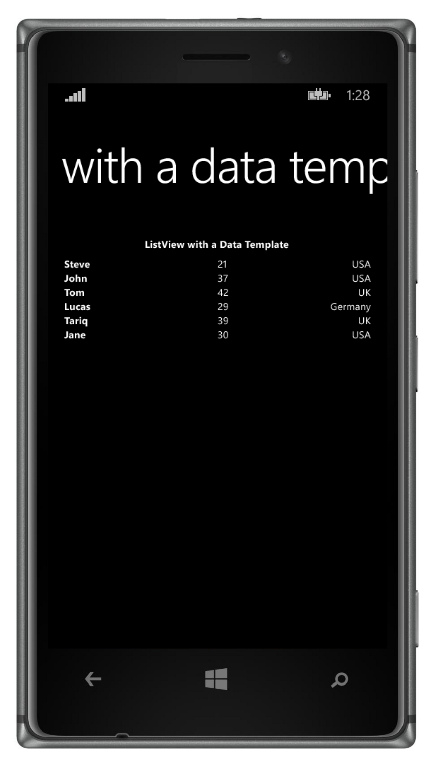 1:28
with a data temp
ListView with a Data Template
Steve 21 USA
John 37 USA
Tom 42 UK
Lucas 29 Germany
Tariq 39 UK
Jane 30 USA